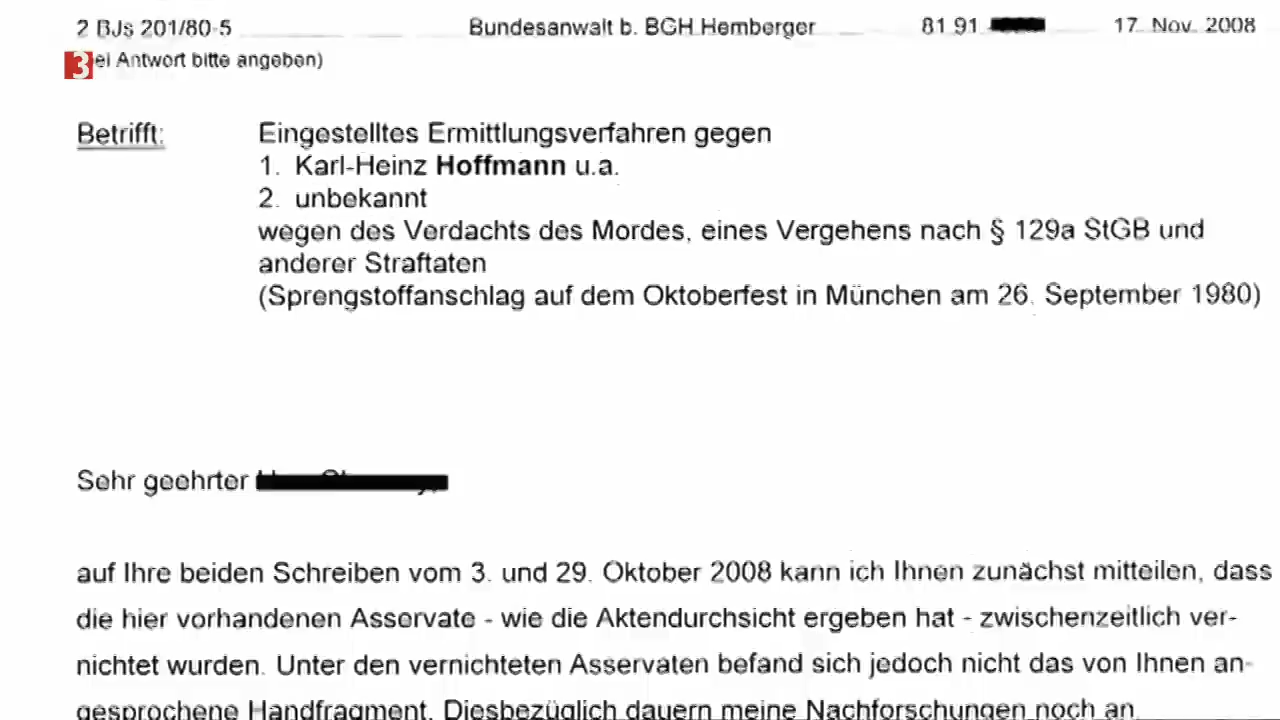 2 BJs 201/80-5 Bundesanwalt b. BGH Hemberger 81 91 17. Nov. 2008
3
ei Antwort bitte angeben)
Betrifft: Eingestelltes Ermittlungsverfahren gegen
1. Karl-Heinz Hoffmann u.a.
2. unbekannt
wegen des Verdachts des Mordes, eines Vergehens nach § 129a StGB und
anderer Straftaten
(Sprengstoffanschlag auf dem Oktoberfest in München am 26. September 1980)
Sehr geehrter
auf Ihre beiden Schreiben vom 3. und 29. Oktober 2008 kann ich Ihnen zunächst mitteilen, dass
die hier vorhandenen Asservate - wie die Aktendurchsicht ergeben hat - zwischenzeitlich ver-
nichtet wurden. Unter den vernichteten Asservaten befand sich jedoch nicht das von Ihnen an-
gesprochene Handfragment. Diesbezüglich dauern meine Nachforschungen noch an.